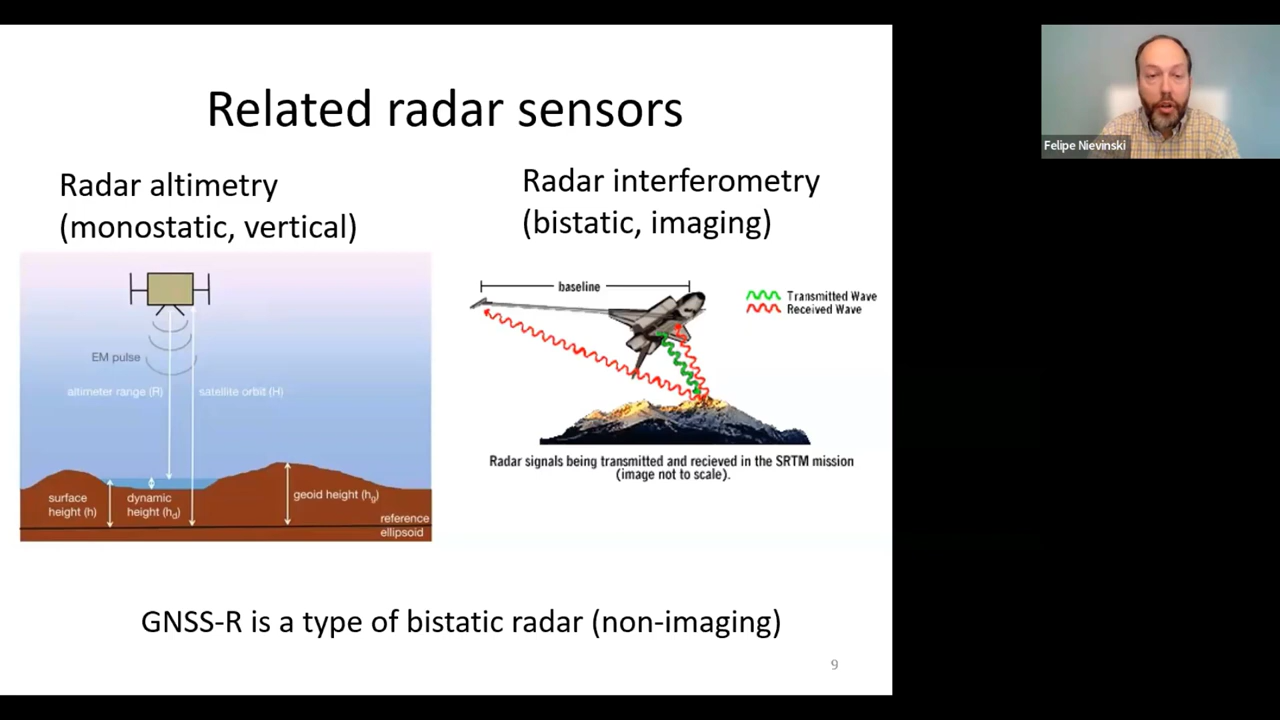 Related radar sensors
Radar altimetry
(monostatic, vertical)
Radar interferometry
(bistatic, imaging)
EM pulse
altimeter range (R)
satellite orbit (H)
surface
height (h)
dynamic
height (hd)
geoid height (hg)
reference
ellipsoid
baseline
Transmitted Wave
Received Wave
Radar signals being transmitted and recieved in the SRTM mission
(image not to scale).
GNSS-R is a type of bistatic radar (non-imaging)
9
Felipe Nievinski